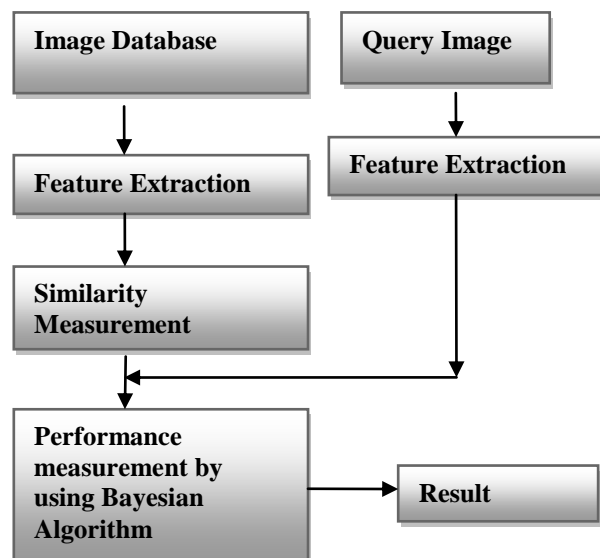 Image Database
Query Image
Feature Extraction
Feature Extraction
Similarity
Measurement
Performance
measurement by
using Bayesian
Algorithm
Result